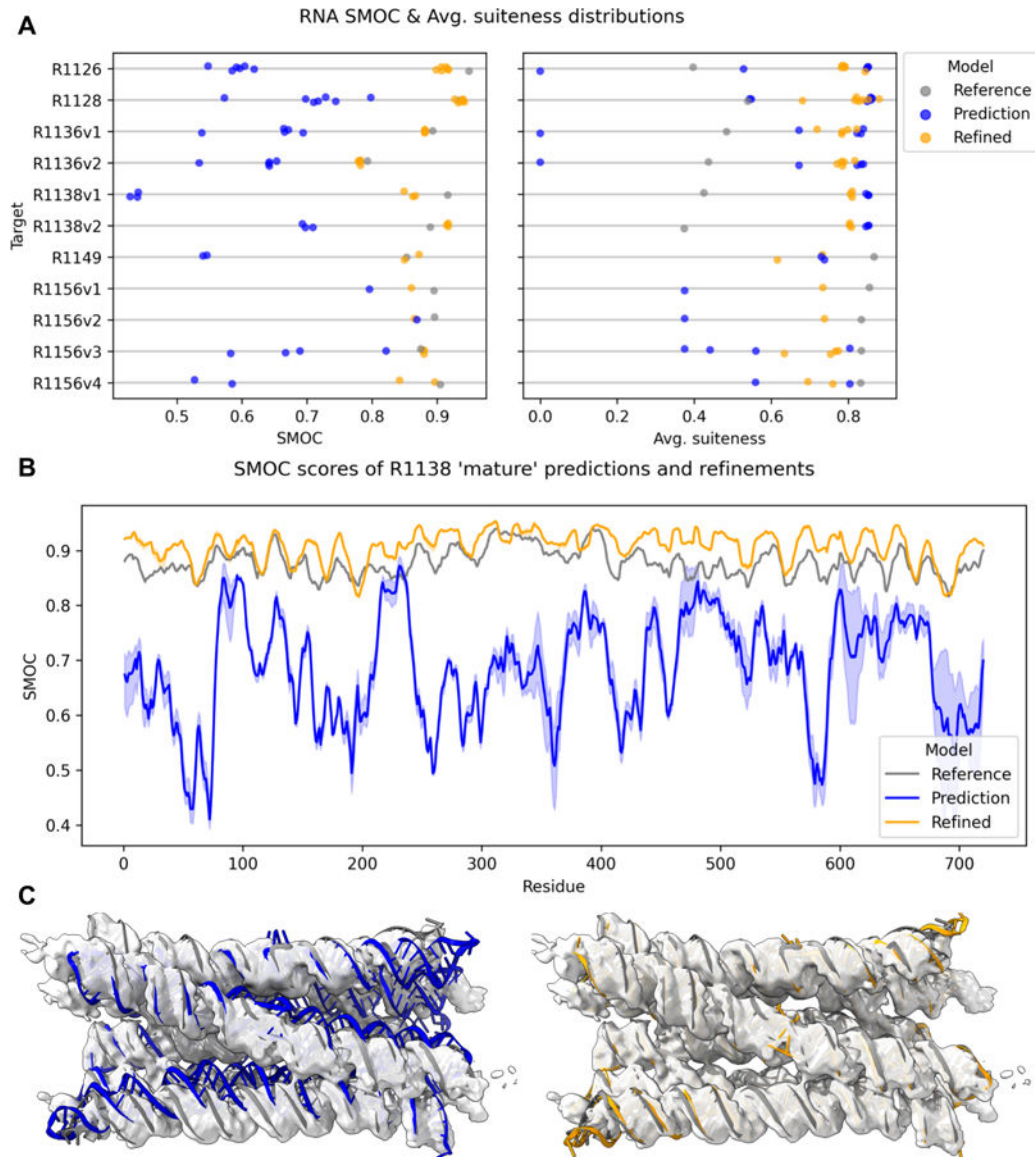 RNA SMOC & Avg. suiteness distributions
A
Target
R1126
R1128
R1136v1
R1136v2
R1138v1
R1138v2
R1149
R1156v1
R1156v2
R1156v3
R1156v4
0.5 0.6 0.7 0.8 0.9
SMOC
0.0 0.2 0.4 0.6 0.8
Avg. suiteness
Model
Reference
Prediction
Refined
B
SMOC scores of R1138 'mature' predictions and refinements
SMOC
0.9
0.8
0.7
0.6
0.5
0.4
0 100 200 300 400 500 600 700
Residue
Model
Reference
Prediction
Refined
C